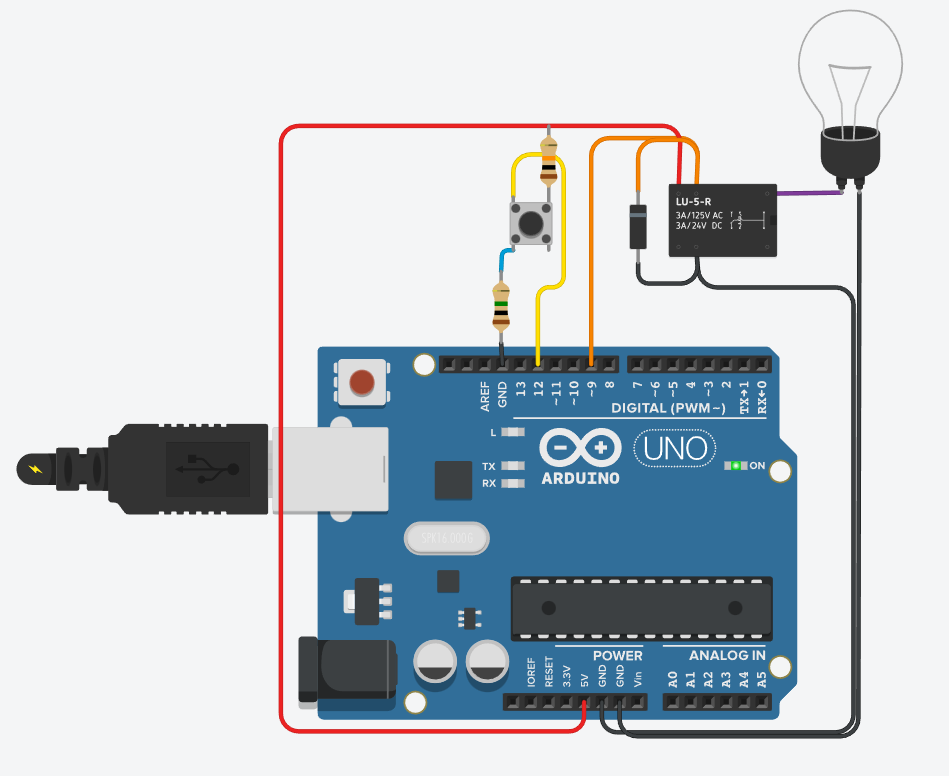 LU-5-R
3A/125V AC
3A/24V DC
AREF
GND
13
12
~11
~10
~9
8
7
~6
~5
4
~3
2
TX→1
RX←0
DIGITAL (PWM~)
L
TX
RX
ARDUINO
UNO
ON
SPK16.000G
POWER
ANALOG IN
IOREF
RESET
3.3V
5V
GND
GND
Vin
A0
A1
A2
A3
A4
A5